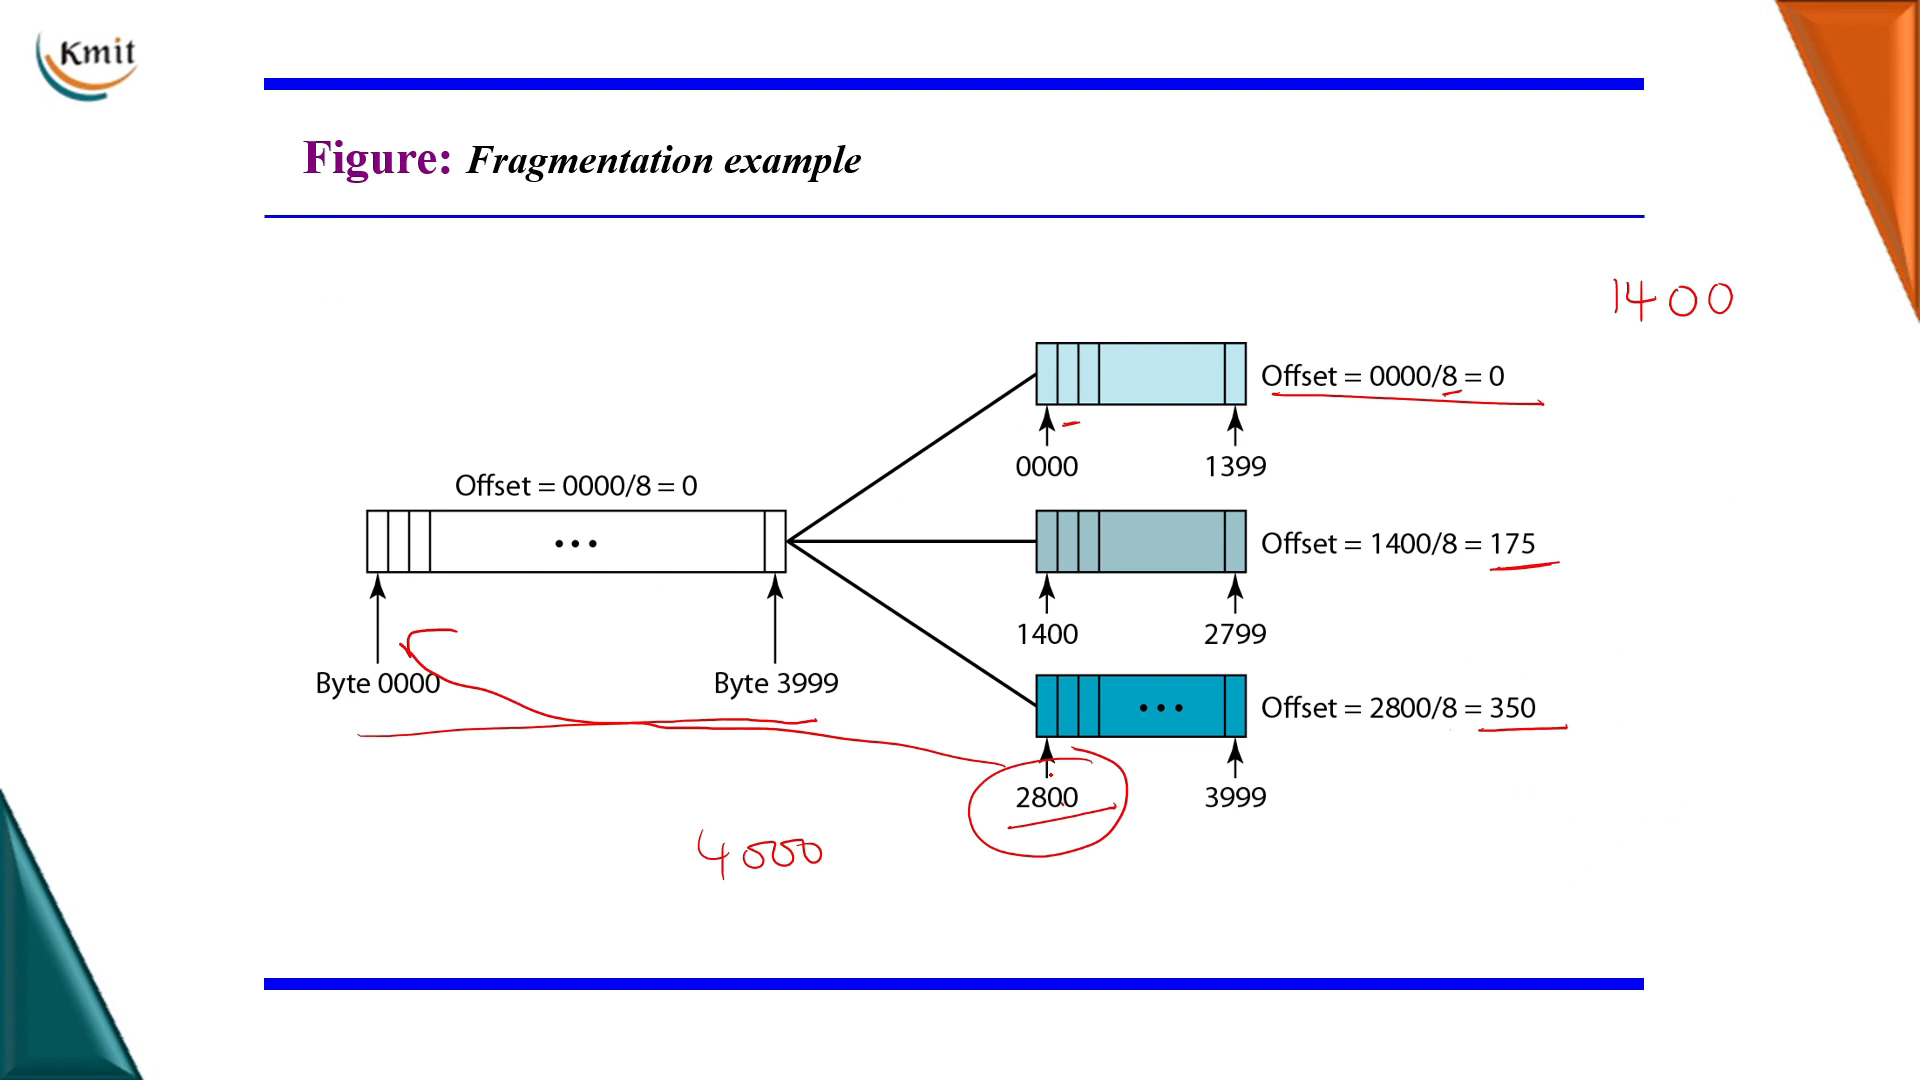 Kmit
Figure: Fragmentation example
1400
Offset = 0000/8 = 0
0000 1399
Offset = 0000/8 = 0
Byte 0000 Byte 3999
Offset = 1400/8 = 175
1400 2799
Offset = 2800/8 = 350
2800 3999
4000